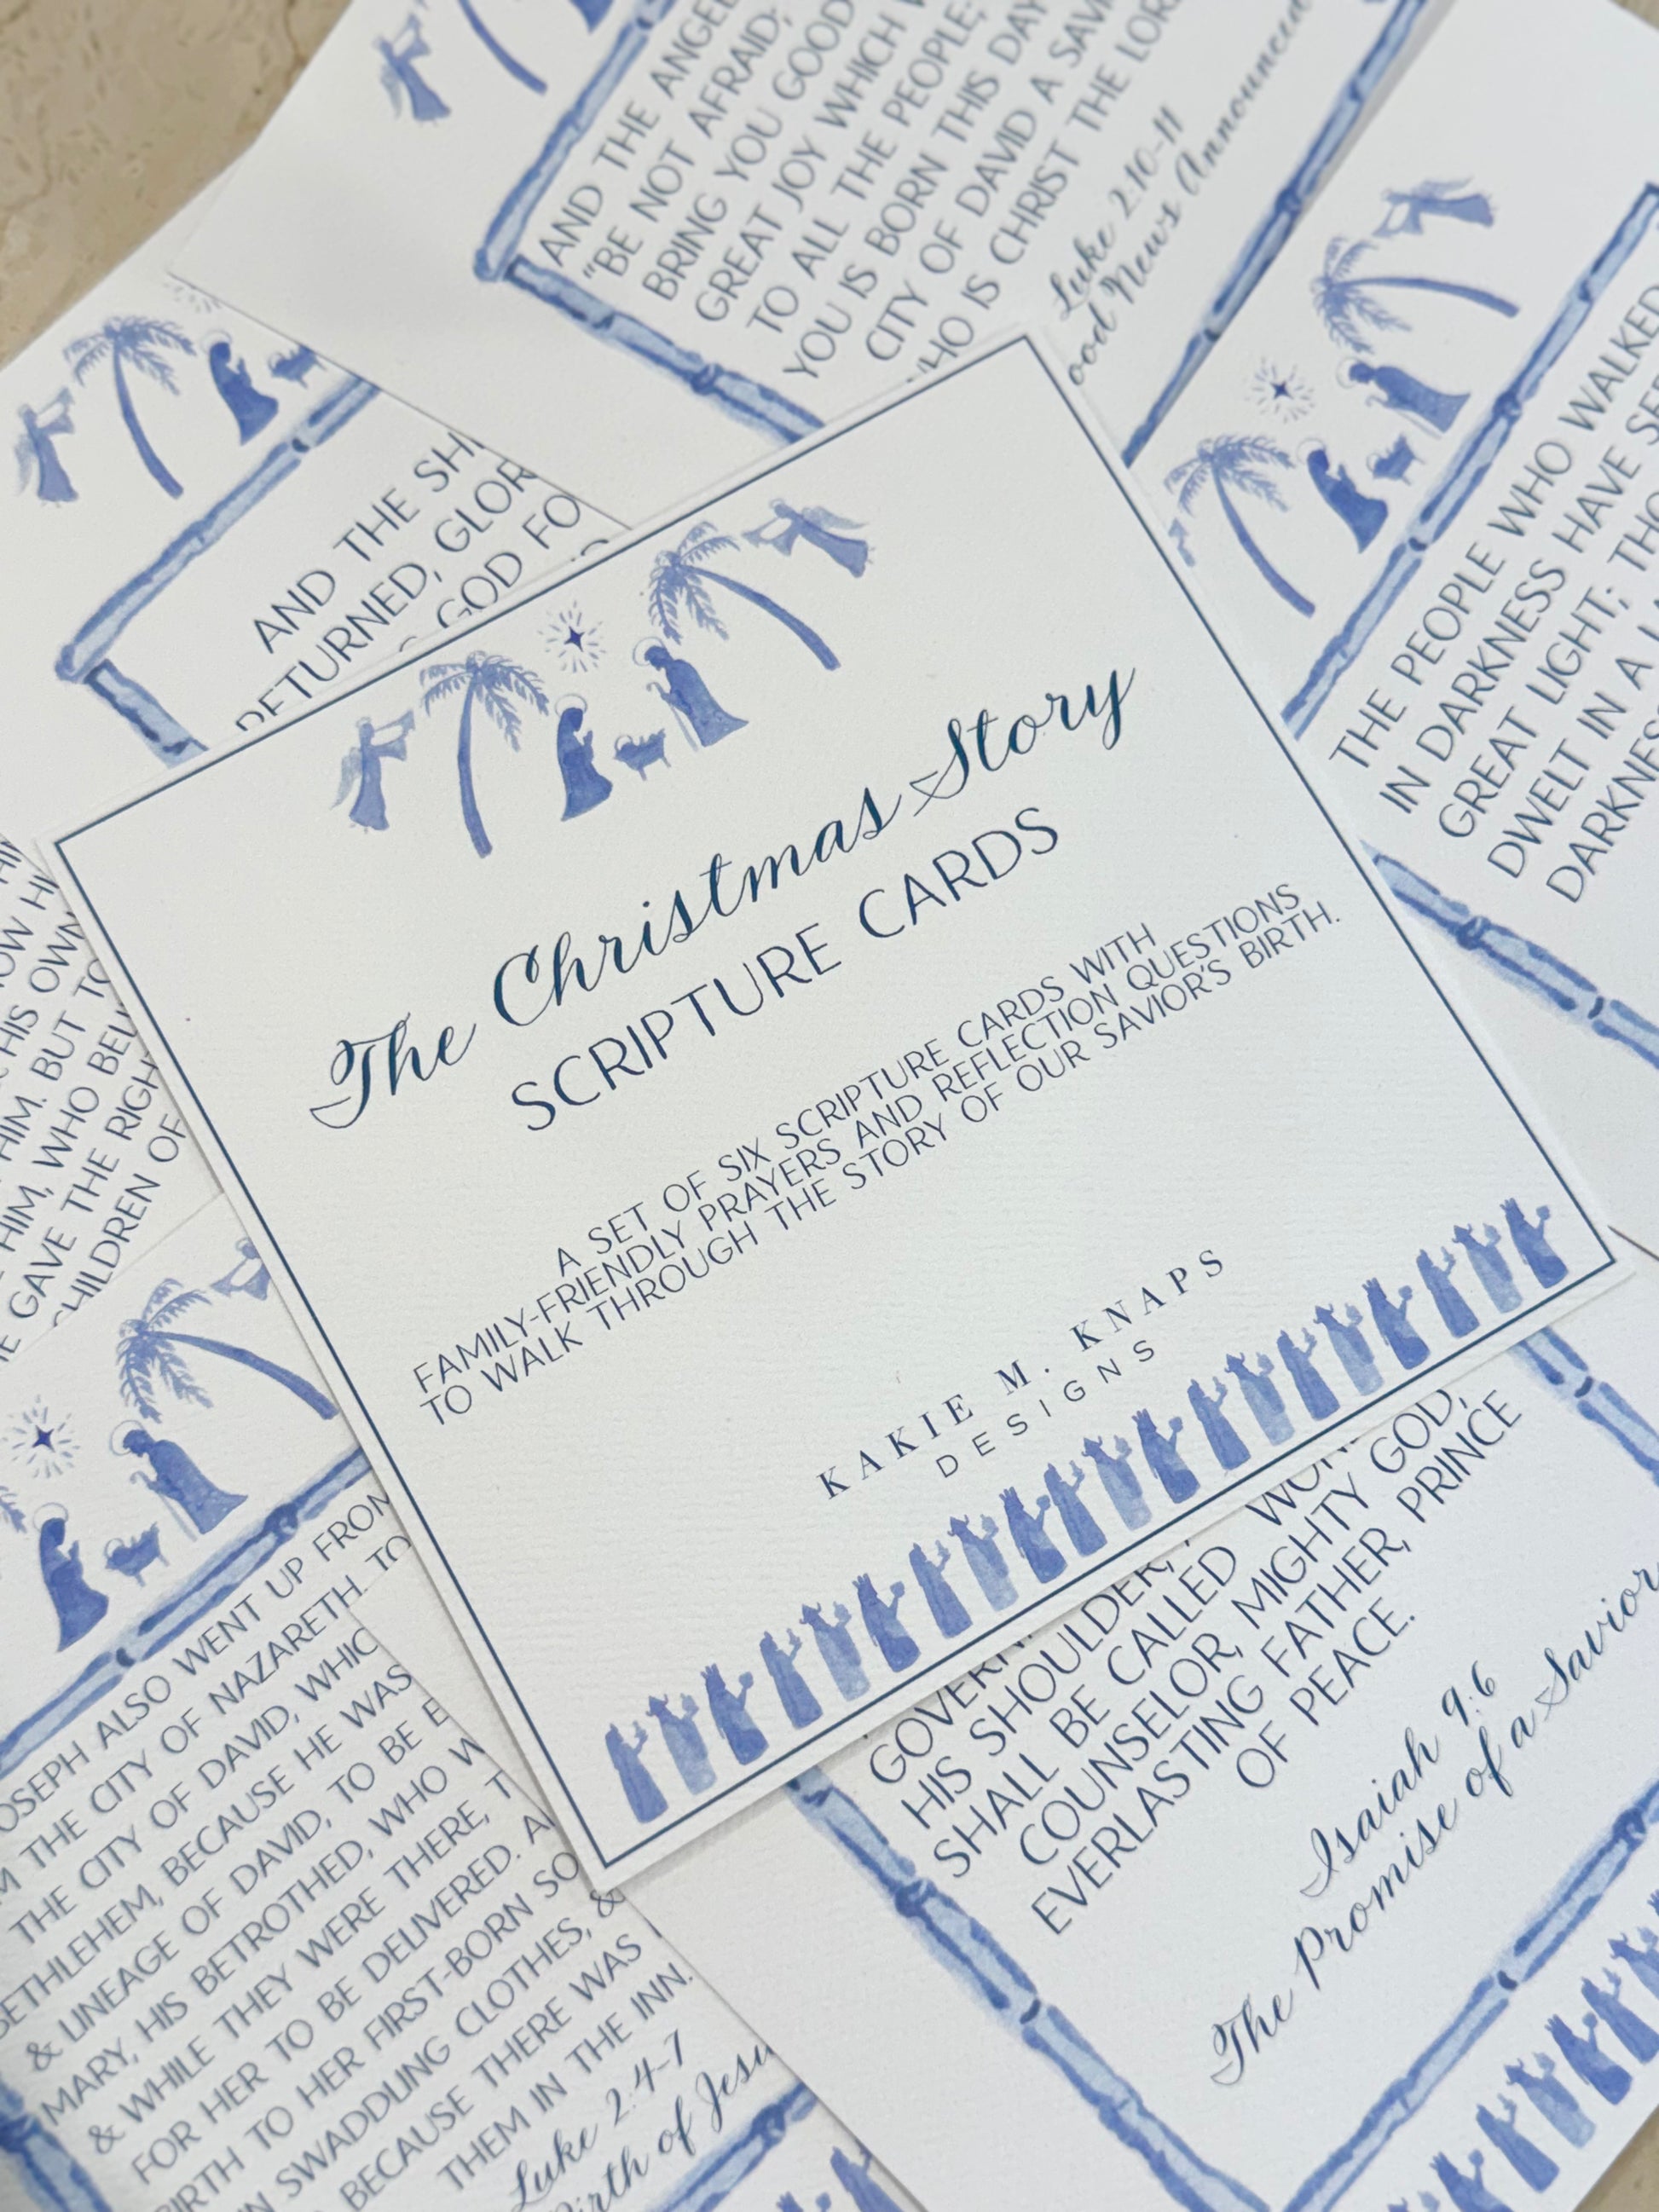 AND THE ANGEL
"BE NOT AFRAID;
BRING YOU GOOD
GREAT JOY WHICH
TO ALL THE PEOPLE;
YOU IS BORN THIS DAY
CITY OF DAVID A
WHO IS CHRIST THE LOR
Luke 2:10-11
Good News Announced
AND THE SH
RETURNED, GLOR
GOD FO
THE PEOPLE WHO WALKED
IN DARKNESS HAVE SE
GREAT LIGHT; THO
DWELT IN A LA
DARKNES
The Christmas Story
SCRIPTURE CARDS
A SET OF SIX SCRIPTURE CARDS WITH
FAMILY-FRIENDLY PRAYERS AND REFLECTION QUESTIONS
TO WALK THROUGH THE STORY OF OUR SAVIOR'S BIRTH.
KAKIE M. KNAPS
DESIGNS
HIS OWN
HIM. BUT TO
HIM, WHO BELI
GAVE THE RIGH
CHILDREN OF
JOSEPH ALSO WENT UP FROM
THE CITY OF NAZARETH TO
THE CITY OF DAVID, WHIC
BETHLEHEM, BECAUSE HE WAS
& LINEAGE OF DAVID, TO BE E
MARY, HIS BETROTHED, WHO W
& WHILE THEY WERE THERE, T
FOR HER TO BE DELIVERED. A
BIRTH TO HER FIRST-BORN SO
IN SWADDLING CLOTHES, &
BECAUSE THERE WAS
THEM IN THE INN.
Luke 2:4-7
Birth of Jesu
GOVERN
HIS SHOULDER,
SHALL BE CALLED WON
COUNSELOR, MIGHTY GOD,
EVERLASTING FATHER, PRINCE
OF PEACE.
Isaiah 9:6
The Promise of a Savior